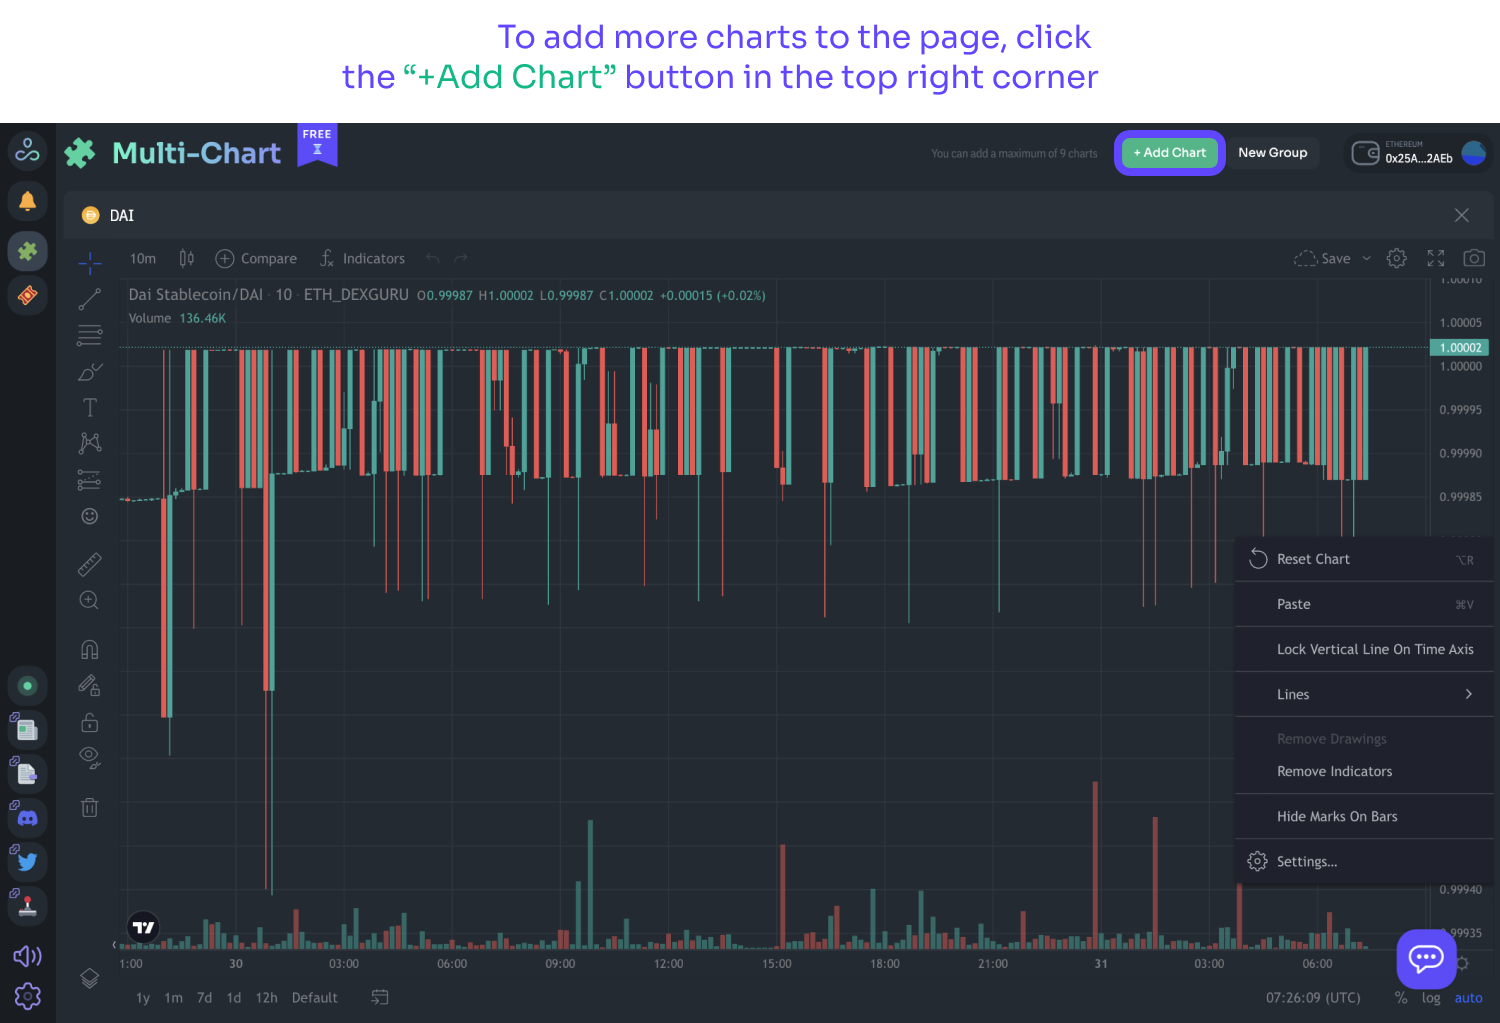 To add more charts to the page, click
the “+Add Chart” button in the top right corner
Multi-Chart
FREE
You can add a maximum of 9 charts
+ Add Chart
New Group
ETHEREUM
0x25A...2AEb
DAI
10m
Compare
Indicators
Save
Dai Stablecoin/DAI · 10 · ETH_DEXGURU O0.99987 H1.00002 L0.99987 C1.00002 +0.00015 (+0.02%)
Volume 136.46K
1.00010
1.00005
1.00002
1.00000
0.99995
0.99990
0.99985
Reset Chart ⌥R
Paste ⌘V
Lock Vertical Line On Time Axis
Lines
Remove Drawings
Remove Indicators
Hide Marks On Bars
Settings...
0.99940
0.99935
1:00 30 03:00 06:00 09:00 12:00 15:00 18:00 21:00 31 03:00 06:00
1y 1m 7d 1d 12h Default
07:26:09 (UTC) % log auto